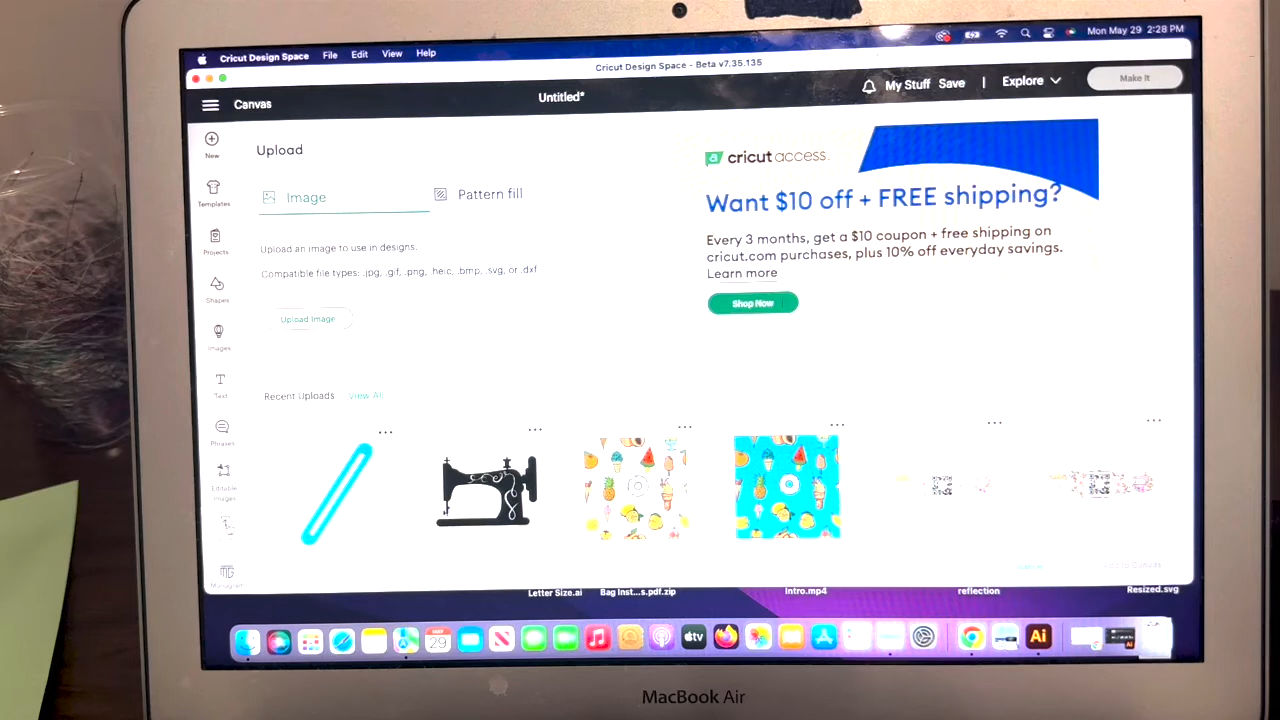 Cricut Design Space File Edit View Help
Mon May 29 2:28 PM
Cricut Design Space - Beta v7.35.135
Canvas
Untitled*
My Stuff Save | Explore
Make It
New
Templates
Projects
Shapes
Images
Text
Phrases
Editable
Images
Monogram
Upload
Image
Pattern fill
Upload an image to use in designs.
Compatible file types: .jpg, .gif, .png, .heic, .bmp, .svg, or .dxf
Upload Image
cricut access.
Want $10 off + FREE shipping?
Every 3 months, get a $10 coupon + free shipping on
cricut.com purchases, plus 10% off everyday savings.
Learn more
Shop Now
Recent Uploads View All
Add to Canvas
Letter Size.ai
Bag Inst...s.pdf.zip
Intro.mp4
reflection
Resized.svg
29
tv
Ai
MacBook Air